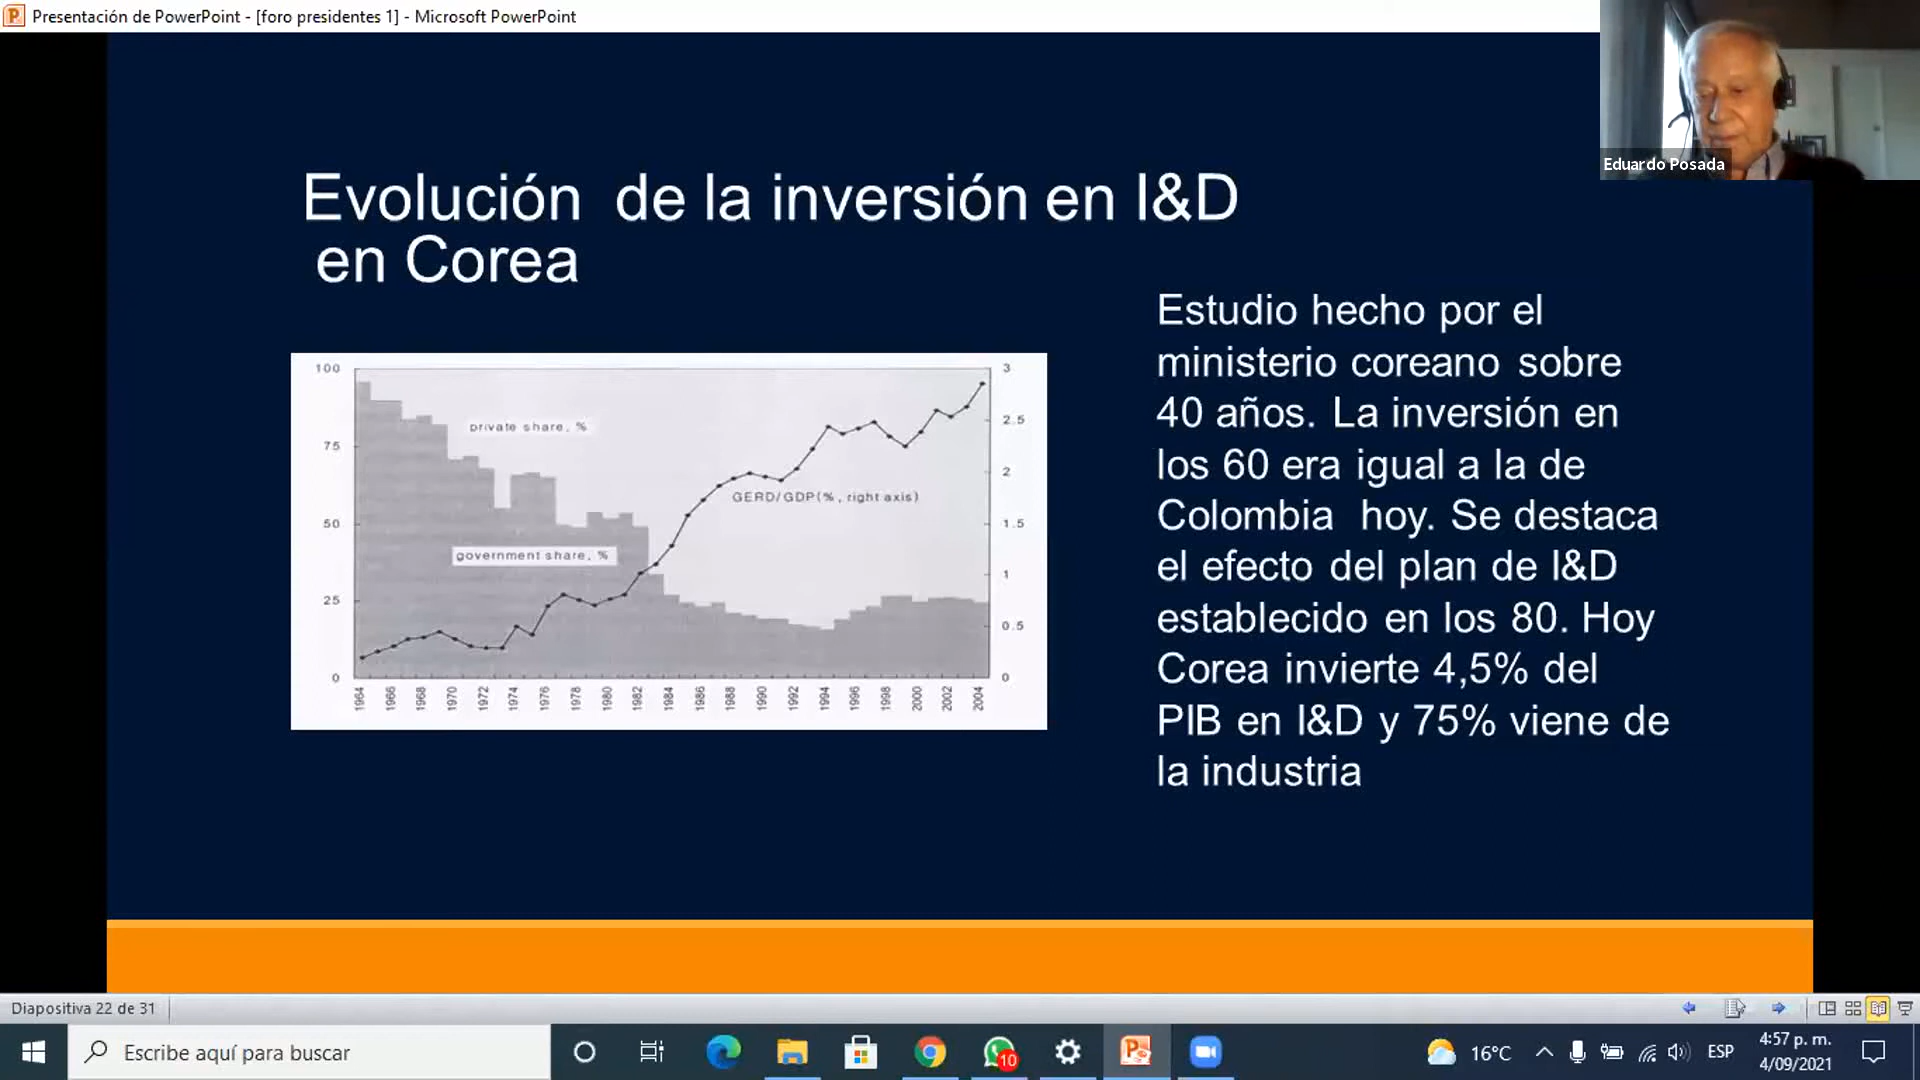 Presentación de PowerPoint - [foro presidentes 1] - Microsoft PowerPoint
Eduardo Posada
Evolución de la inversión en I&D
en Corea
Estudio hecho por el
ministerio coreano sobre
40 años. La inversión en
los 60 era igual a la de
Colombia hoy. Se destaca
el efecto del plan de I&D
establecido en los 80. Hoy
Corea invierte 4,5% del
PIB en I&D y 75% viene de
la industria
100
75
50
25
0
private share, %
government share, %
GERD/GDP(%, right axis)
3
2.5
2
1.5
1
0.5
0
1964
1966
1968
1970
1972
1974
1976
1978
1980
1982
1984
1986
1988
1990
1992
1994
1996
1998
2000
2002
2004
Diapositiva 22 de 31
Escribe aquí para buscar
10
16°C
ESP
4:57 p. m.
4/09/2021